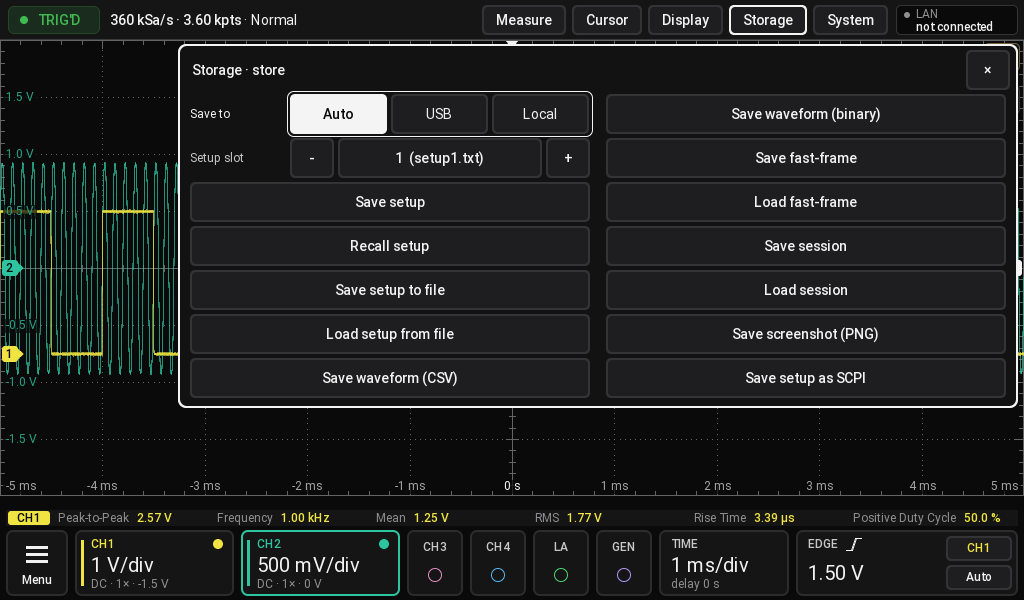 TRIG'D
360 kSa/s · 3.60 kpts · Normal
Measure
Cursor
Display
Storage
System
LAN
not connected
Storage · store
×
Save to
Auto
USB
Local
Save waveform (binary)
Setup slot
-
1 (setup1.txt)
+
Save fast-frame
Save setup
Load fast-frame
Recall setup
Save session
Save setup to file
Load session
Load setup from file
Save screenshot (PNG)
Save waveform (CSV)
Save setup as SCPI
1.5 V
1.0 V
0.5 V
2
-0.5 V
1
-1.0 V
-1.5 V
-5 ms
-4 ms
-3 ms
-2 ms
-1 ms
0 s
1 ms
2 ms
3 ms
4 ms
5 ms
CH1
Peak-to-Peak 2.57 V
Frequency 1.00 kHz
Mean 1.25 V
RMS 1.77 V
Rise Time 3.39 µs
Positive Duty Cycle 50.0 %
Menu
CH1
1 V/div
DC · 1× · -1.5 V
CH2
500 mV/div
DC · 1× · 0 V
CH3
CH4
LA
GEN
TIME
1 ms/div
delay 0 s
EDGE
1.50 V
CH1
Auto